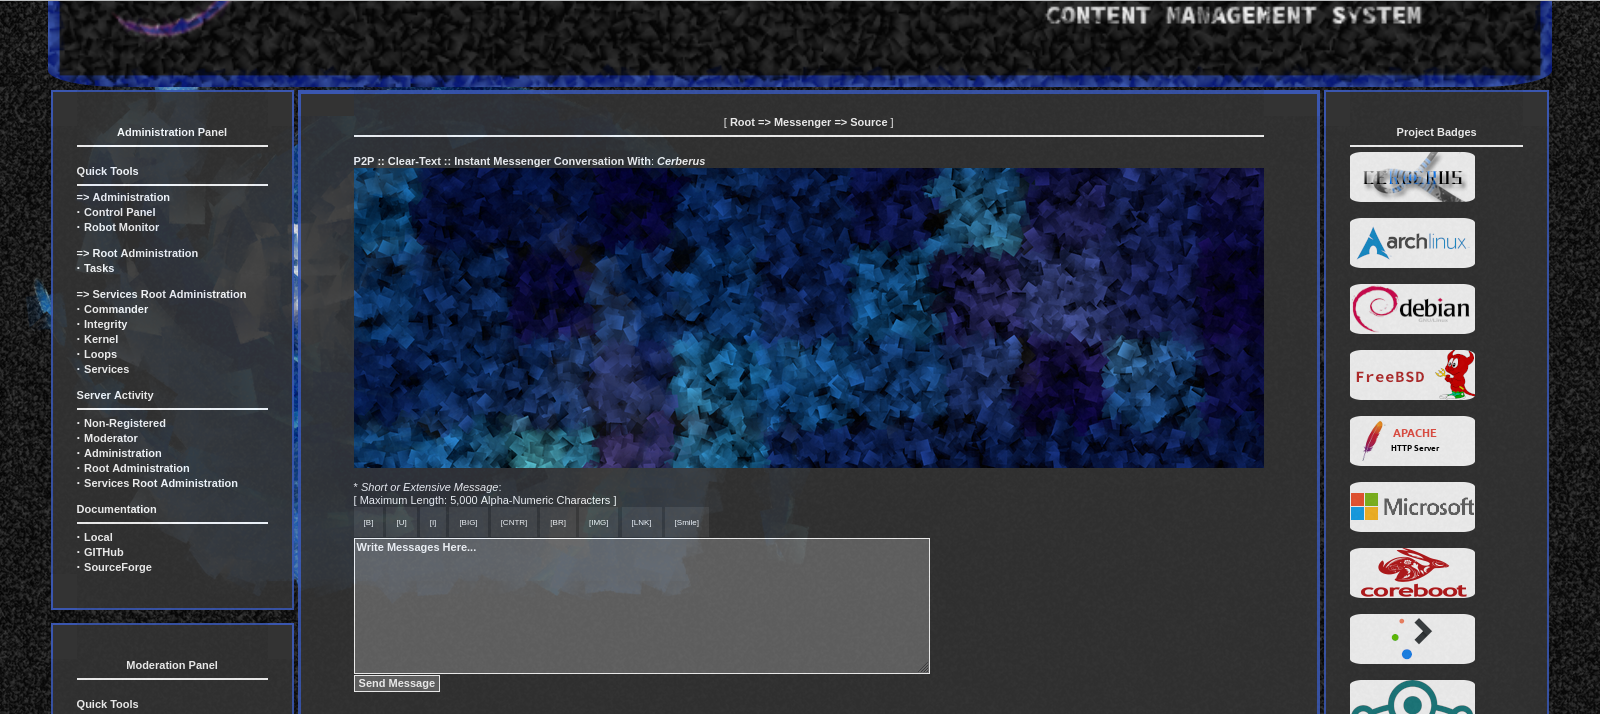 CONTENT MANAGEMENT SYSTEM
Administration Panel
Quick Tools
=> Administration
· Control Panel
· Robot Monitor
=> Root Administration
· Tasks
=> Services Root Administration
· Commander
· Integrity
· Kernel
· Loops
· Services
Server Activity
· Non-Registered
· Moderator
· Administration
· Root Administration
· Services Root Administration
Documentation
· Local
· GITHub
· SourceForge
Moderation Panel
Quick Tools
[ Root => Messenger => Source ]
P2P :: Clear-Text :: Instant Messenger Conversation With: Cerberus
* Short or Extensive Message:
[ Maximum Length: 5,000 Alpha-Numeric Characters ]
[B] [U] [I] [BIG] [CNTR] [BR] [IMG] [LNK] [Smile]
Write Messages Here...
Send Message
Project Badges
CERBERUS
archlinux
debian
FreeBSD
APACHE
HTTP Server
Microsoft
coreboot